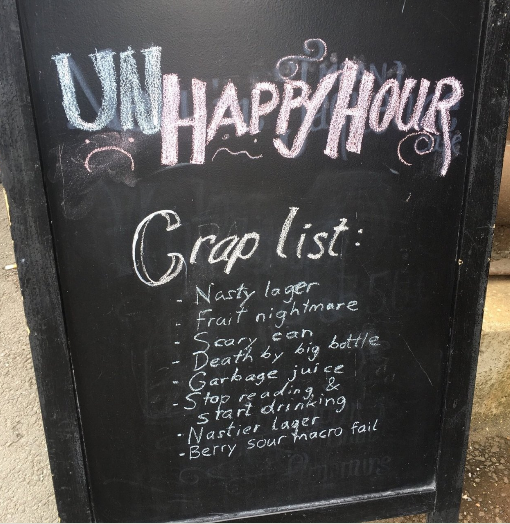 UNHAPPY HOUR
Crap list:
- Nasty lager
- Fruit nightmare
- Scary can
- Death by big bottle
- Garbage juice
- Stop reading &
start drinking
- Nastier lager
- Berry sour macro fail